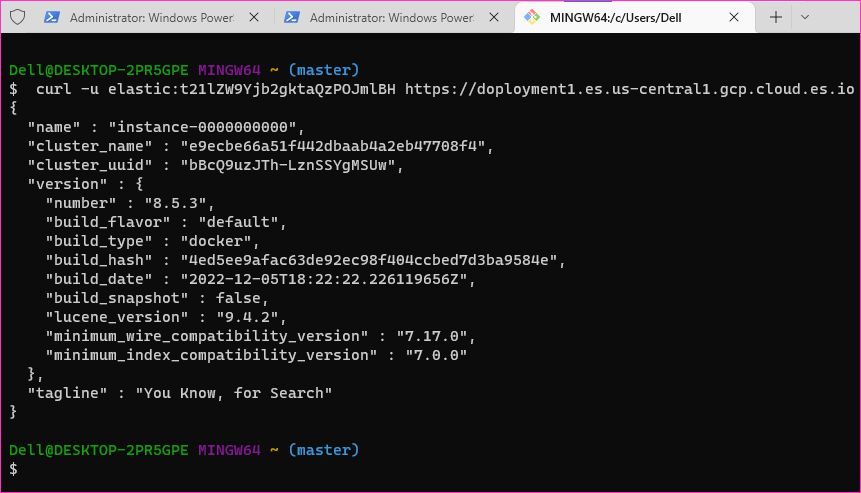 Administrator: Windows Power
Administrator: Windows Power
MINGW64:/c/Users/Dell
Dell@DESKTOP-2PR5GPE MINGW64 ~ (master)
$  curl -u elastic:t21lZW9Yjb2gktaQzPOJmlBH https://doployment1.es.us-central1.gcp.cloud.es.io
{
  "name" : "instance-0000000000",
  "cluster_name" : "e9ecbe66a51f442dbaab4a2eb47708f4",
  "cluster_uuid" : "bBcQ9uzJTh-LznSSYgMSUw",
  "version" : {
    "number" : "8.5.3",
    "build_flavor" : "default",
    "build_type" : "docker",
    "build_hash" : "4ed5ee9afac63de92ec98f404ccbed7d3ba9584e",
    "build_date" : "2022-12-05T18:22:22.226119656Z",
    "build_snapshot" : false,
    "lucene_version" : "9.4.2",
    "minimum_wire_compatibility_version" : "7.17.0",
    "minimum_index_compatibility_version" : "7.0.0"
  },
  "tagline" : "You Know, for Search"
}
Dell@DESKTOP-2PR5GPE MINGW64 ~ (master)
$